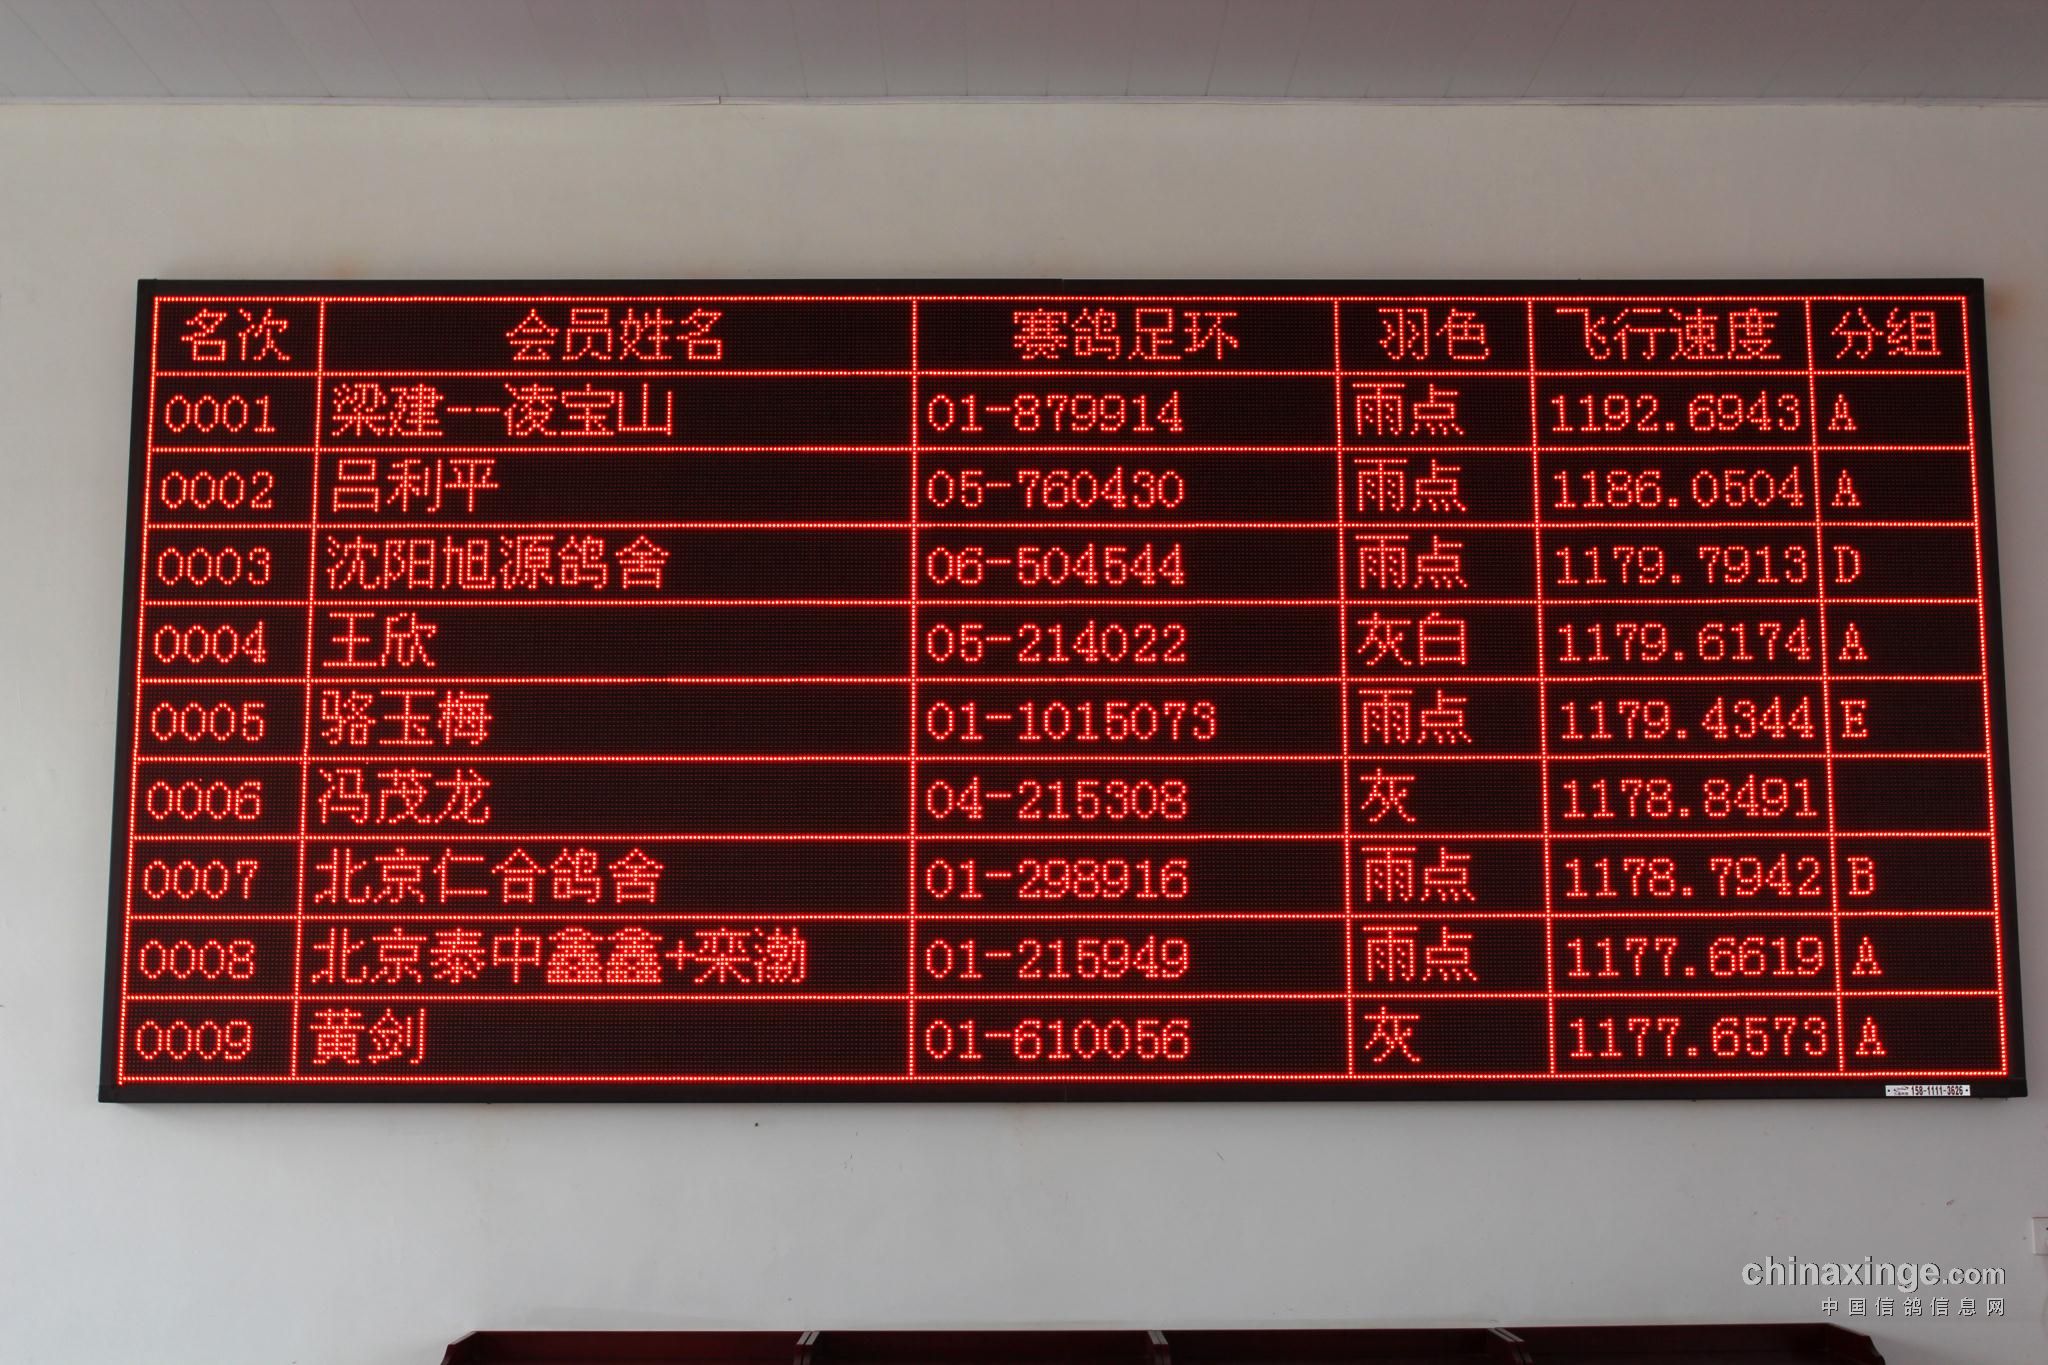 名次 会员姓名 赛鸽足环 羽色 飞行速度 分组
0001 梁建--凌宝山 01-879914 雨点 1192.6943 A
0002 吕利平 05-760430 雨点 1186.0504 A
0003 沈阳旭源鸽舍 06-504544 雨点 1179.7913 D
0004 王欣 05-214022 灰白 1179.6174 A
0005 骆玉梅 01-1015073 雨点 1179.4344 E
0006 冯茂龙 04-215308 灰 1178.8491
0007 北京仁合鸽舍 01-298916 雨点 1178.7942 B
0008 北京泰中鑫鑫+栾渤 01-215949 雨点 1177.6619 A
0009 黄剑 01-610056 灰 1177.6573 A
158-1111-3626
chinaxinge.com
中国信鸽信息网